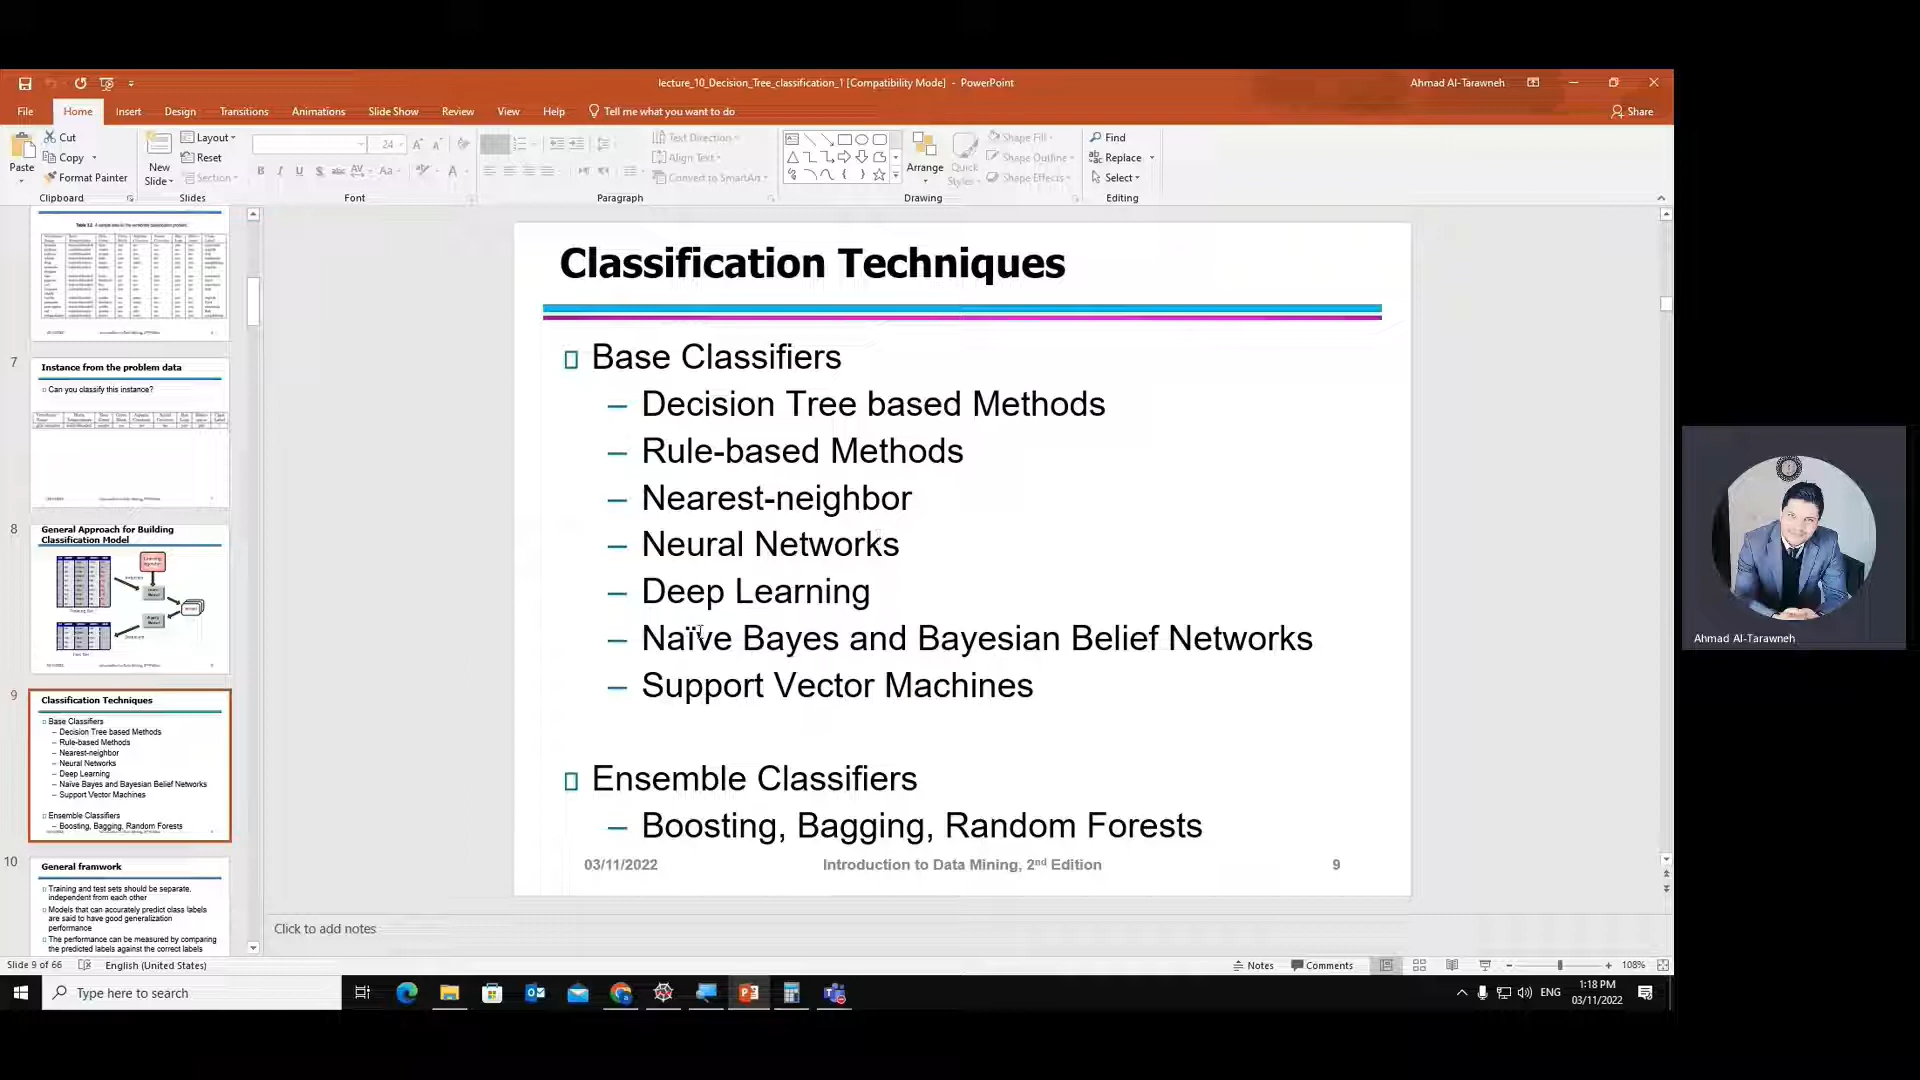 lecture_10_Decision_Tree_classification_1 [Compatibility Mode] - PowerPoint
Ahmad Al-Tarawneh
File Home Insert Design Transitions Animations Slide Show Review View Help Tell me what you want to do
Share
Paste
Cut
Copy
Format Painter
Clipboard
New Slide
Layout
Reset
Section
Slides
24
Font
Text Direction
Align Text
Convert to SmartArt
Paragraph
Arrange
Quick Styles
Shape Fill
Shape Outline
Shape Effects
Drawing
Find
Replace
Select
Editing
7
Instance from the problem data
Can you classify this instance?
8
General Approach for Building
Classification Model
9
Classification Techniques
Base Classifiers
– Decision Tree based Methods
– Rule-based Methods
– Nearest-neighbor
– Neural Networks
– Deep Learning
– Naïve Bayes and Bayesian Belief Networks
– Support Vector Machines
Ensemble Classifiers
– Boosting, Bagging, Random Forests
10
General framwork
Training and test sets should be separate,
independent from each other
Models that can accurately predict class labels
are said to have good generalization
performance
The performance can be measured by comparing
the predicted labels against the correct labels
Classification Techniques
Base Classifiers
– Decision Tree based Methods
– Rule-based Methods
– Nearest-neighbor
– Neural Networks
– Deep Learning
– Naïve Bayes and Bayesian Belief Networks
– Support Vector Machines
Ensemble Classifiers
– Boosting, Bagging, Random Forests
03/11/2022 Introduction to Data Mining, 2nd Edition 9
Click to add notes
Ahmad Al-Tarawneh
Slide 9 of 66 English (United States) Notes Comments 108%
Type here to search
ENG
1:18 PM
03/11/2022